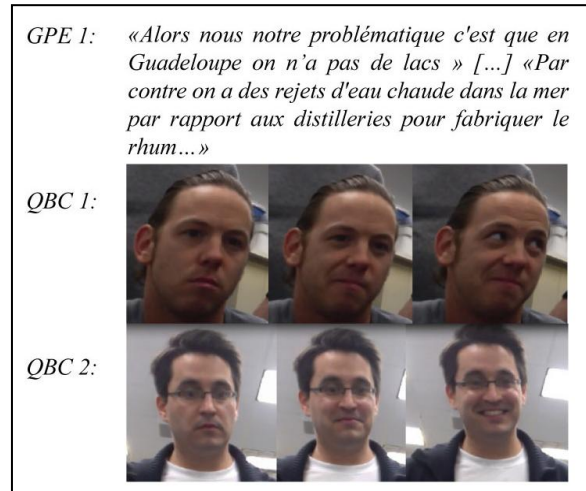 GPE 1: «Alors nous notre problématique c'est que en
Guadeloupe on n’a pas de lacs » [...] «Par
contre on a des rejets d'eau chaude dans la mer
par rapport aux distilleries pour fabriquer le
rhum…»
QBC 1:
QBC 2: